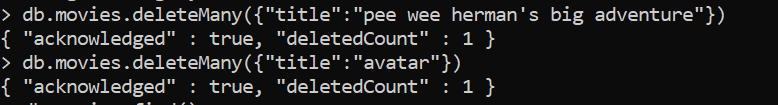 > db.movies.deleteMany({"title":"pee wee herman's big adventure"})
{ "acknowledged" : true, "deletedCount" : 1 }
> db.movies.deleteMany({"title":"avatar"})
{ "acknowledged" : true, "deletedCount" : 1 }